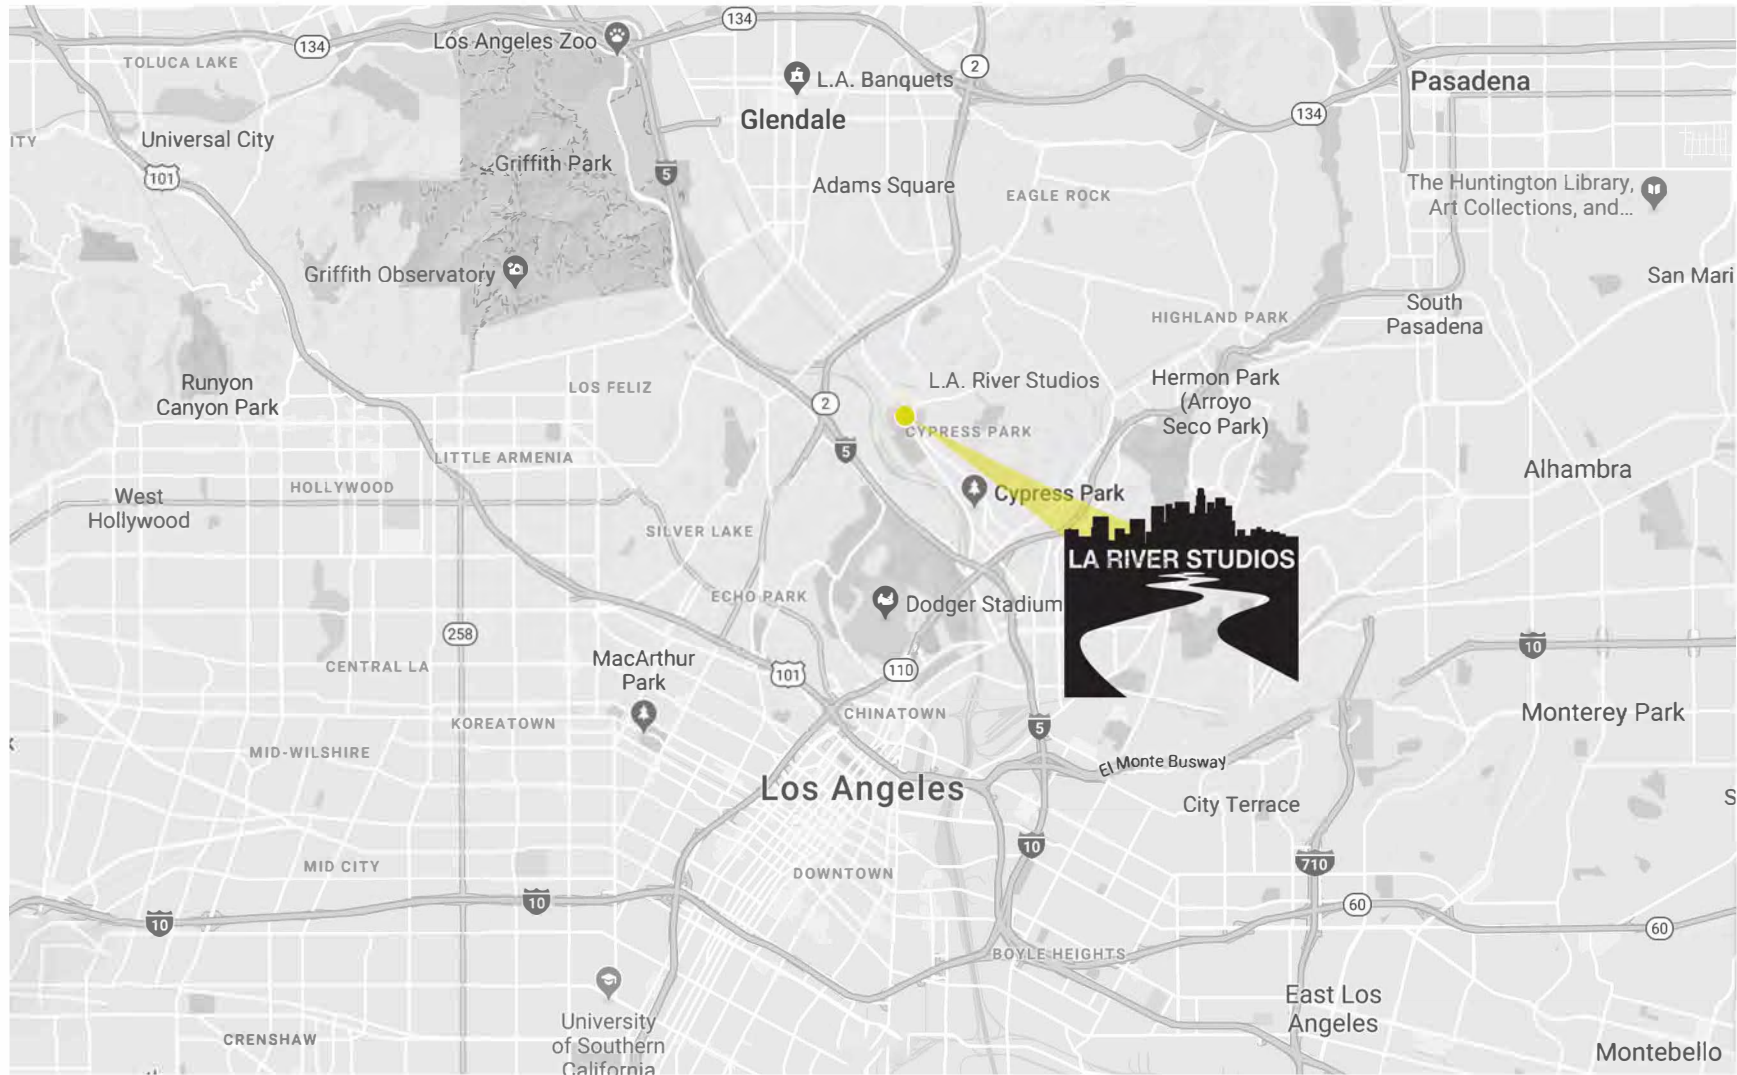 134
Los Angeles Zoo
134
2
TOLUCA LAKE
L.A. Banquets
Pasadena
Glendale
134
ITY
Universal City
Griffith Park
101
5
Adams Square
EAGLE ROCK
The Huntington Library,
Art Collections, and...
Griffith Observatory
San Mari
South
Pasadena
HIGHLAND PARK
Runyon
Canyon Park
LOS FELIZ
L.A. River Studios
Hermon Park
(Arroyo
Seco Park)
2
CYPRESS PARK
5
LITTLE ARMENIA
Alhambra
HOLLYWOOD
West
Hollywood
Cypress Park
SILVER LAKE
LA RIVER STUDIOS
ECHO PARK
Dodger Stadium
258
10
CENTRAL LA
MacArthur
Park
101
110
KOREATOWN
CHINATOWN
Monterey Park
5
MID-WILSHIRE
k
El Monte Busway
Los Angeles
City Terrace
S
10
MID CITY
DOWNTOWN
710
10
10
60
60
BOYLE HEIGHTS
East Los
Angeles
University
of Southern
California
CRENSHAW
Montebello